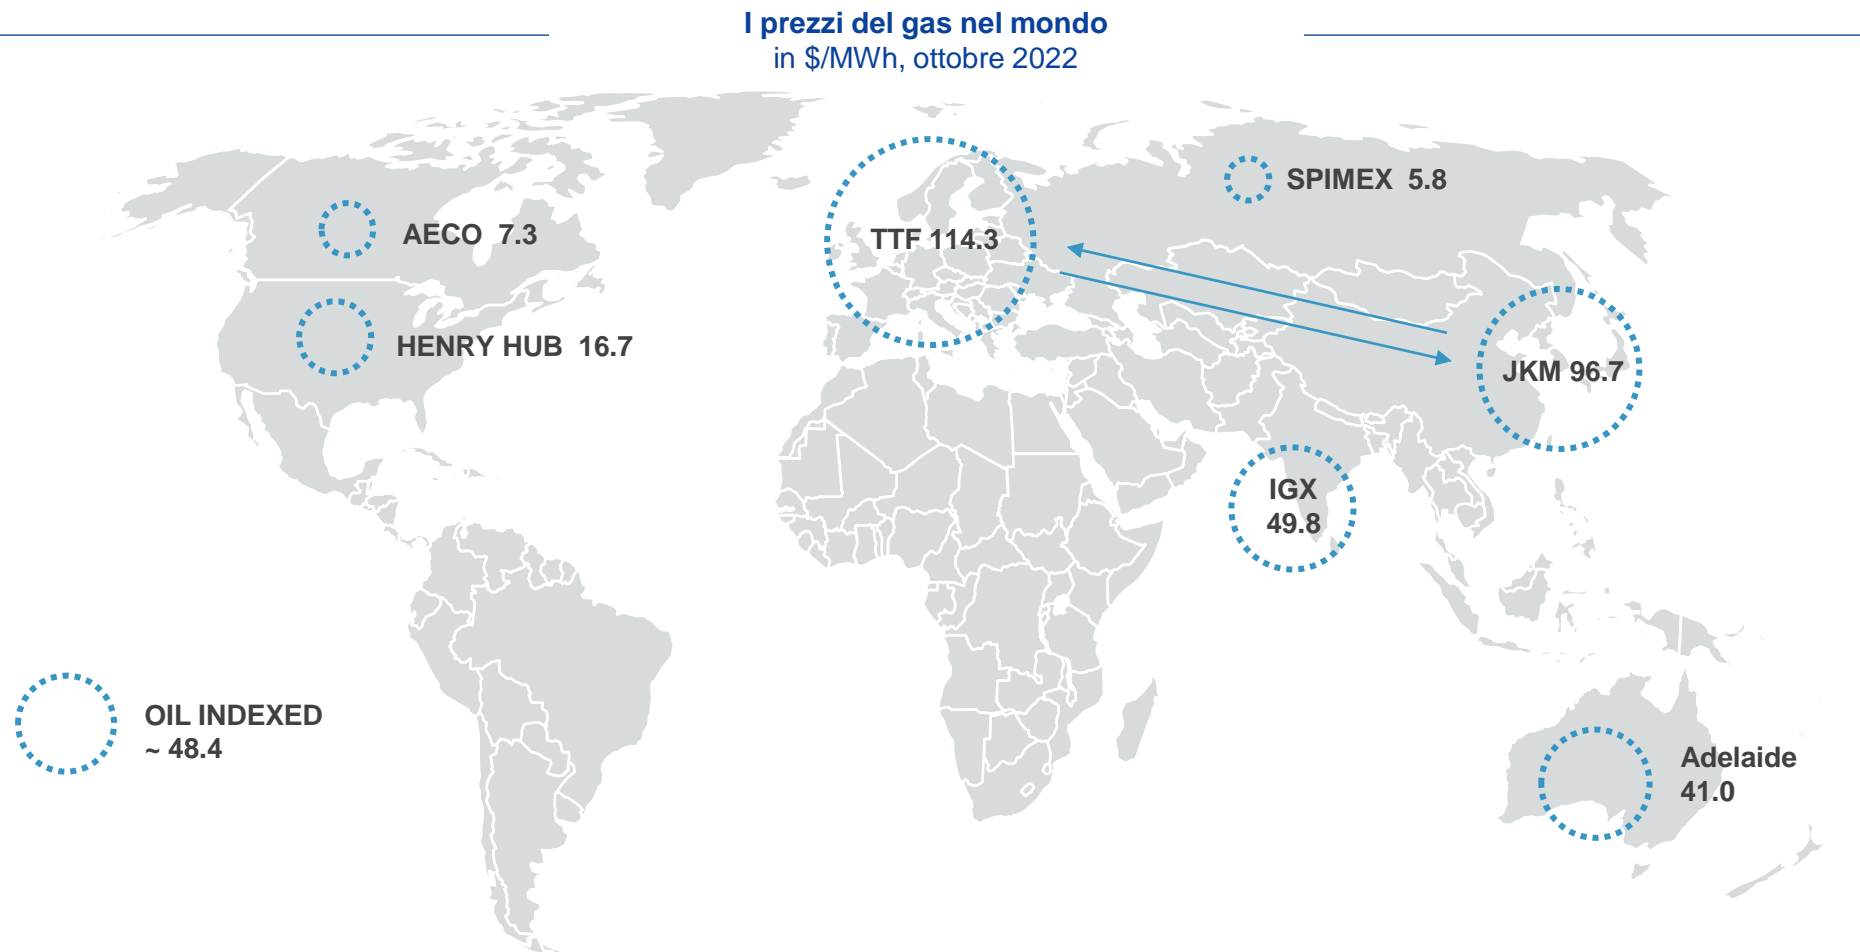 I prezzi del gas nel mondo
in $/MWh, ottobre 2022
SPIMEX 5.8
AECO 7.3
TTF 114.3
HENRY HUB 16.7
JKM 96.7
IGX
49.8
OIL INDEXED
~ 48.4
Adelaide
41.0